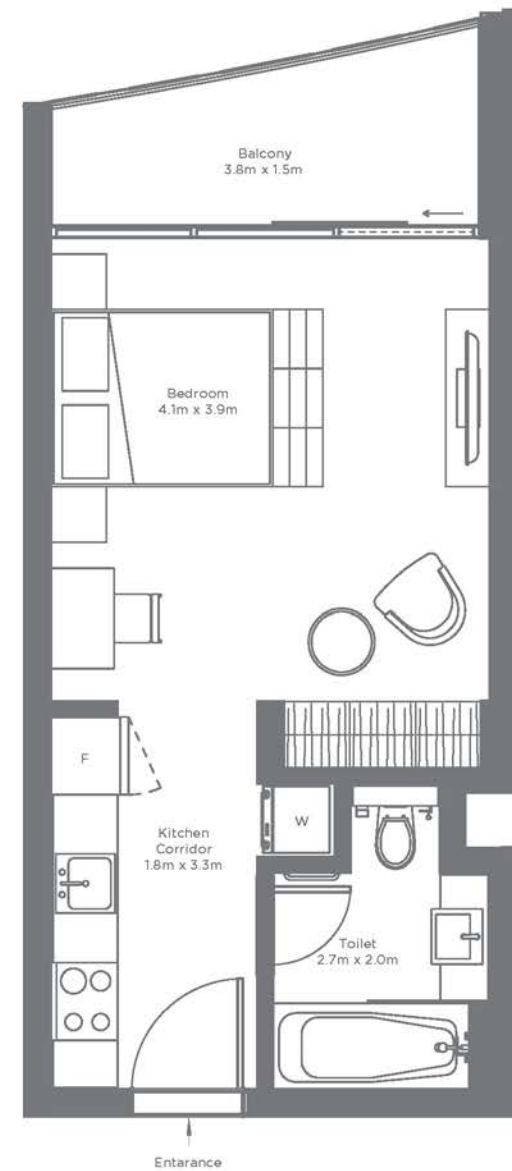 Balcony
3.8m x 1.5m
Bedroom
4.1m x 3.9m
F
W
Kitchen
Corridor
1.8m x 3.3m
Toilet
2.7m x 2.0m
Entarance